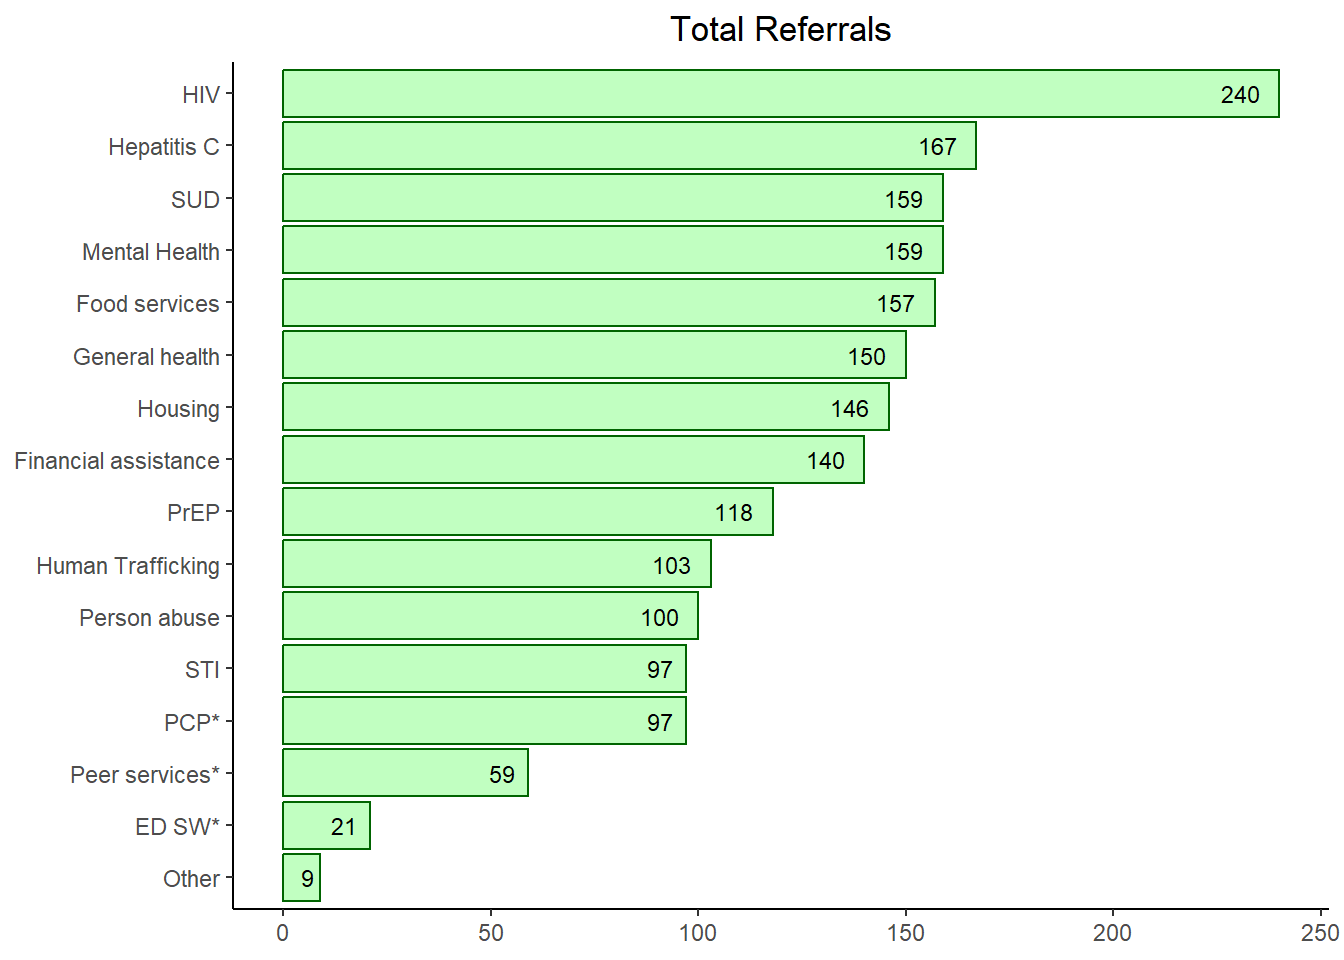 Total Referrals
HIV 240
Hepatitis C 167
SUD 159
Mental Health 159
Food services 157
General health 150
Housing 146
Financial assistance 140
PrEP 118
Human Trafficking 103
Person abuse 100
STI 97
PCP* 97
Peer services* 59
ED SW* 21
Other 9
0 50 100 150 200 250